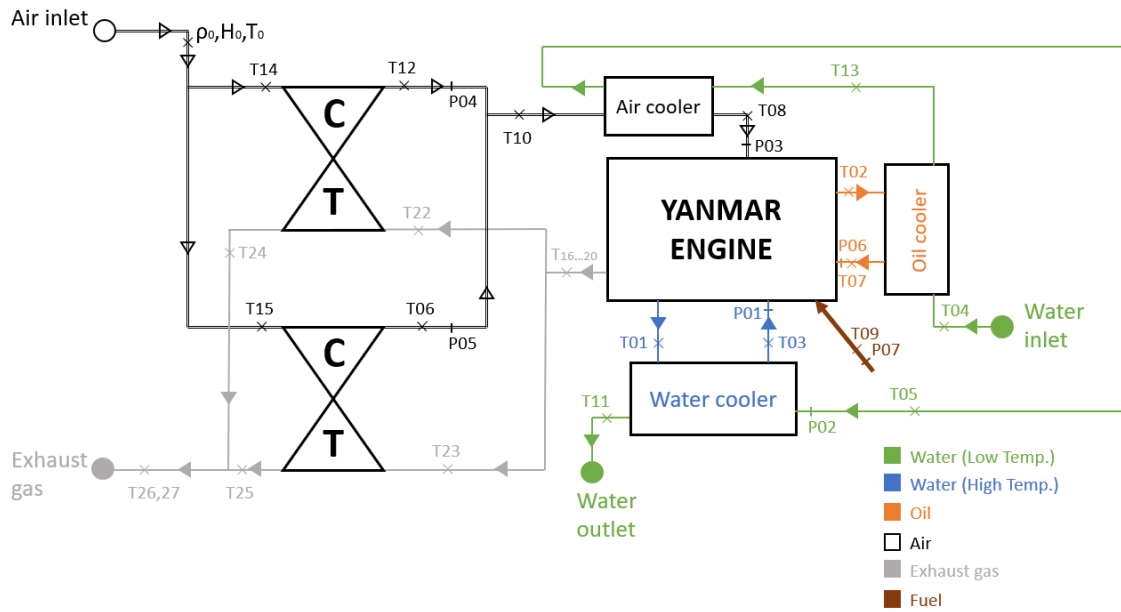 Air inlet
ρ₀,H₀,T₀
T14
T12
P04
T10
C
T
Air cooler
T13
T08
P03
YANMAR
ENGINE
T02
P06
T07
Oil cooler
T04
Water
inlet
T22
T24
T16...20
T15
T06
P05
C
T
T01
P01
T03
T09
P07
Water cooler
T11
P02
T05
Water
outlet
Exhaust
gas
T26,27
T25
T23
Water (Low Temp.)
Water (High Temp.)
Oil
Air
Exhaust gas
Fuel